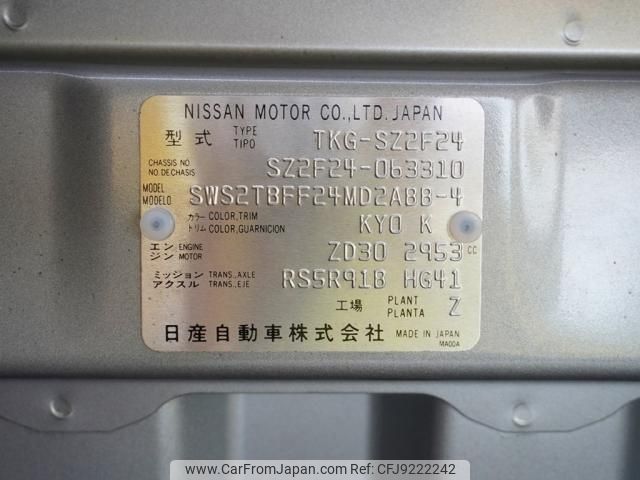 NISSAN MOTOR CO.,LTD. JAPAN
型式 TYPE TIPO TKG-SZ2F24
CHASSIS NO NO.DE.CHASIS SZ2F24-063310
MODEL MODELO SWS2TBFF24MD2ABB-4
カラー COLOR,TRIM
トリム COLOR,GUARNICION KYO K
エンジン ENGINE MOTOR ZD30 2953 cc
ミッション TRANS.,AXLE
アクスル TRANS.,EJE RS5R91B HG41
工場 PLANT PLANTA Z
日産自動車株式会社 MADE IN JAPAN
MA00A
www.CarFromJapan.com | Photo ID: CFJ9222242